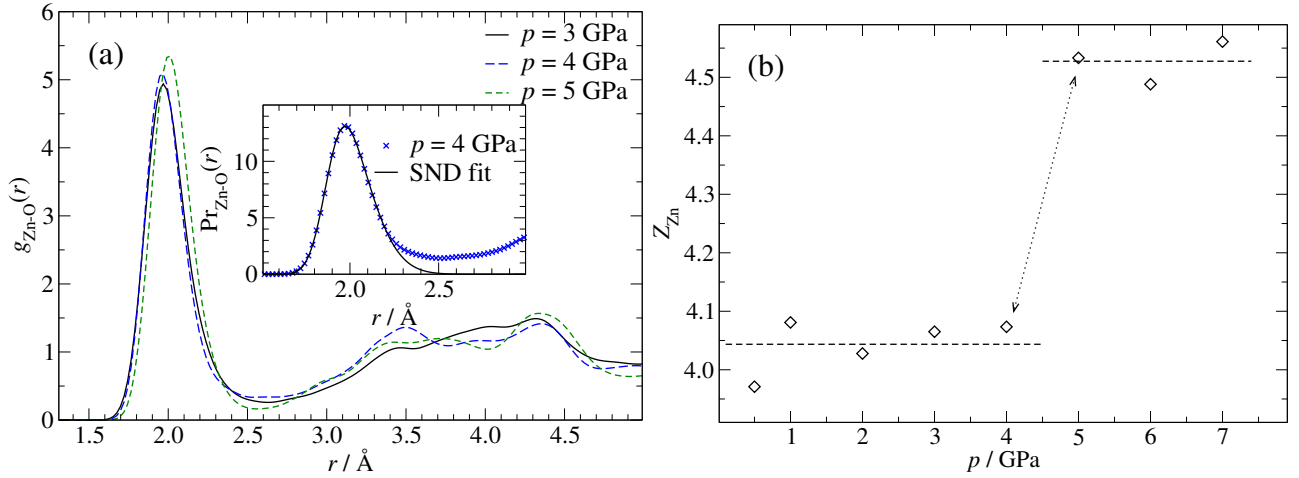 (a)
p = 3 GPa
p = 4 GPa
p = 5 GPa
6
5
4
3
2
1
0
g_Zn-O(r)
1.5 2.0 2.5 3.0 3.5 4.0 4.5
r / Å
10
5
0
Pr_Zn-O(r)
p = 4 GPa
SND fit
2.0 2.5
r / Å
(b)
4.5
4.4
4.3
4.2
4.1
4.0
Z_Zn
1 2 3 4 5 6 7
p / GPa